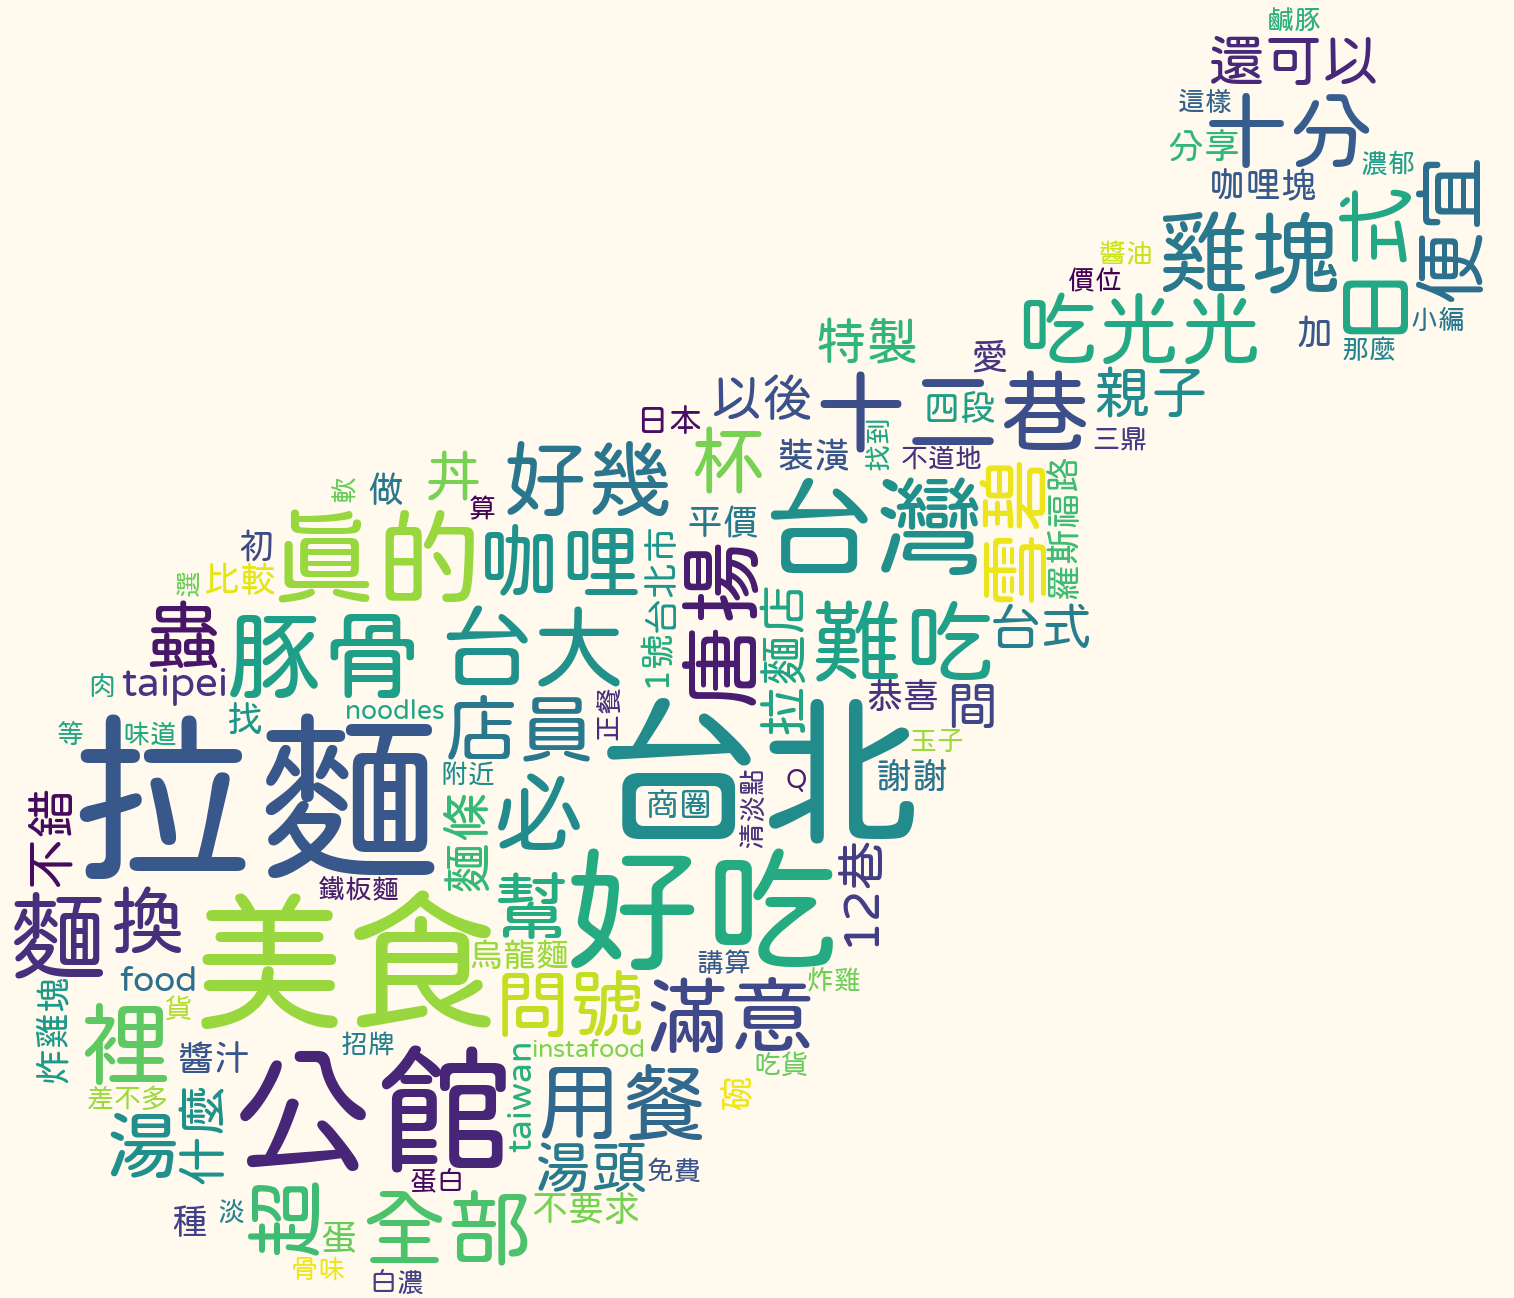 鹹豚
還可以
這樣
十分
分享
濃郁
咖哩塊
便宜
日式
雞塊
醬油
價位
吃光光
加
小編
那麼
特製
愛
親子
以後
十二巷
四段
日本
三鼎
杯
裝潢
找到
不道地
好幾
丼
做
軟
算
台灣
雪碧
羅斯福路
平價
真的
咖哩
初
比較
選
1號台北市
唐揚
拉麵店
難吃
台式
蟲
豚骨
台大
taipei
肉
恭喜
間
找
noodles
店員
正餐
台北
玉子
等
味道
拉麵
附近
謝謝
Q
商圈
清淡點
必
麵條
不錯
好吃
12巷
鐵板麵
幫
麵
換
美食
烏龍麵
講算
food
炸雞
問號
滿意
貨
裡
炸雞塊
招牌
instafood
醬汁
吃貨
公館
taiwan
用餐
碗
差不多
什麼
湯
湯頭
免費
蛋白
超
全部
不要求
種
淡
蛋
骨味
白濃